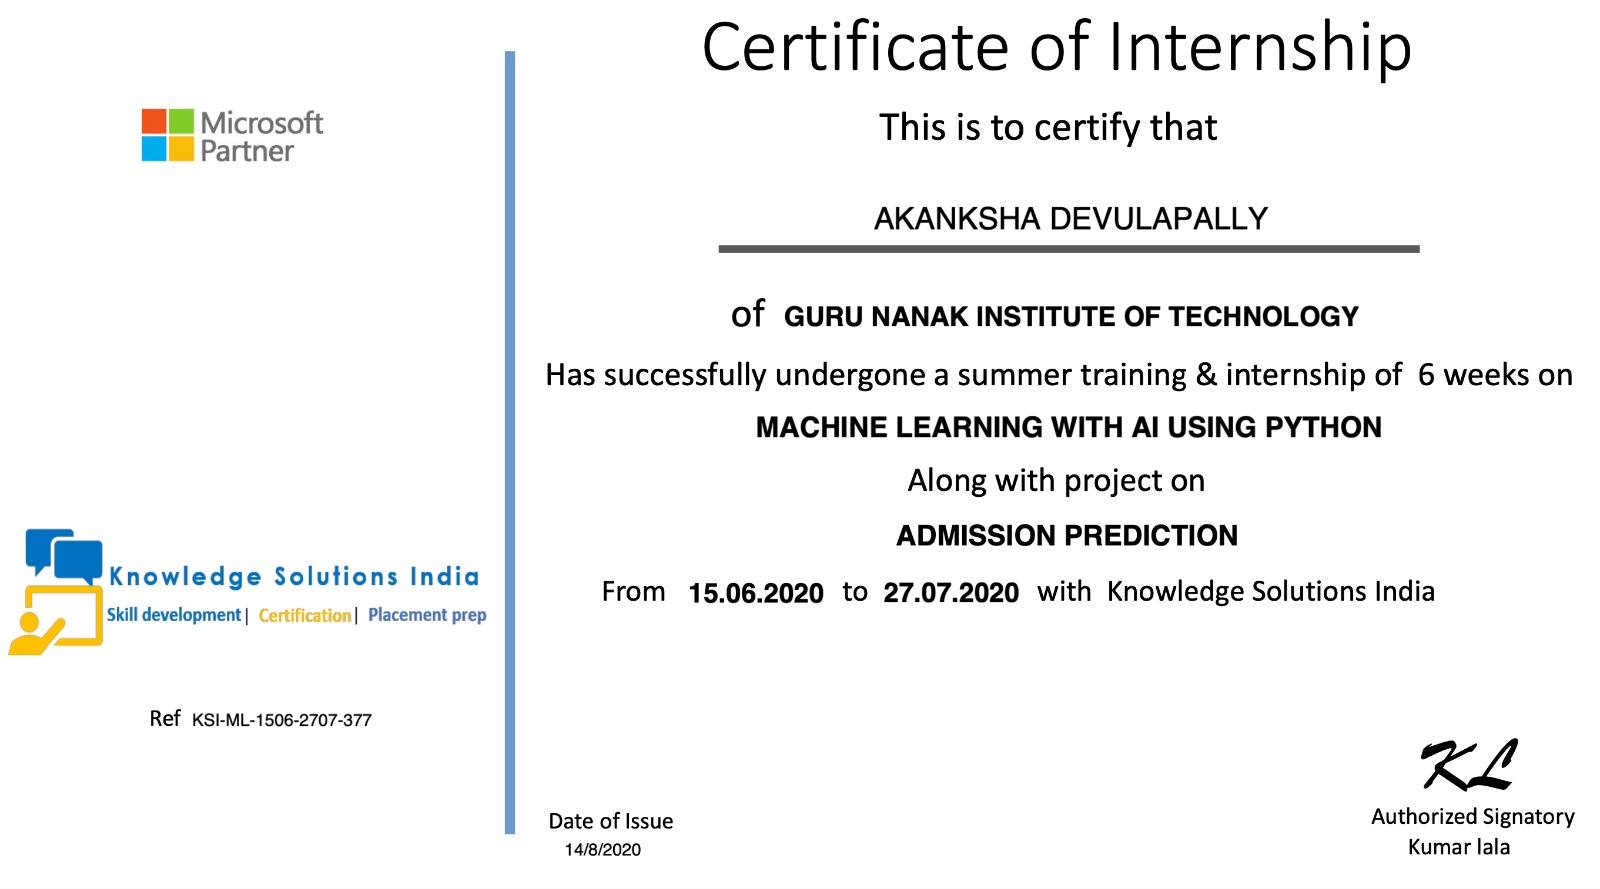 Microsoft
Partner
Knowledge Solutions India
Skill development| Certification| Placement prep
Ref KSI-ML-1506-2707-377
Certificate of Internship
This is to certify that
AKANKSHA DEVULAPALLY
of GURU NANAK INSTITUTE OF TECHNOLOGY
Has successfully undergone a summer training & internship of 6 weeks on
MACHINE LEARNING WITH AI USING PYTHON
Along with project on
ADMISSION PREDICTION
From 15.06.2020 to 27.07.2020 with Knowledge Solutions India
KL
Authorized Signatory
Kumar lala
Date of Issue
14/8/2020